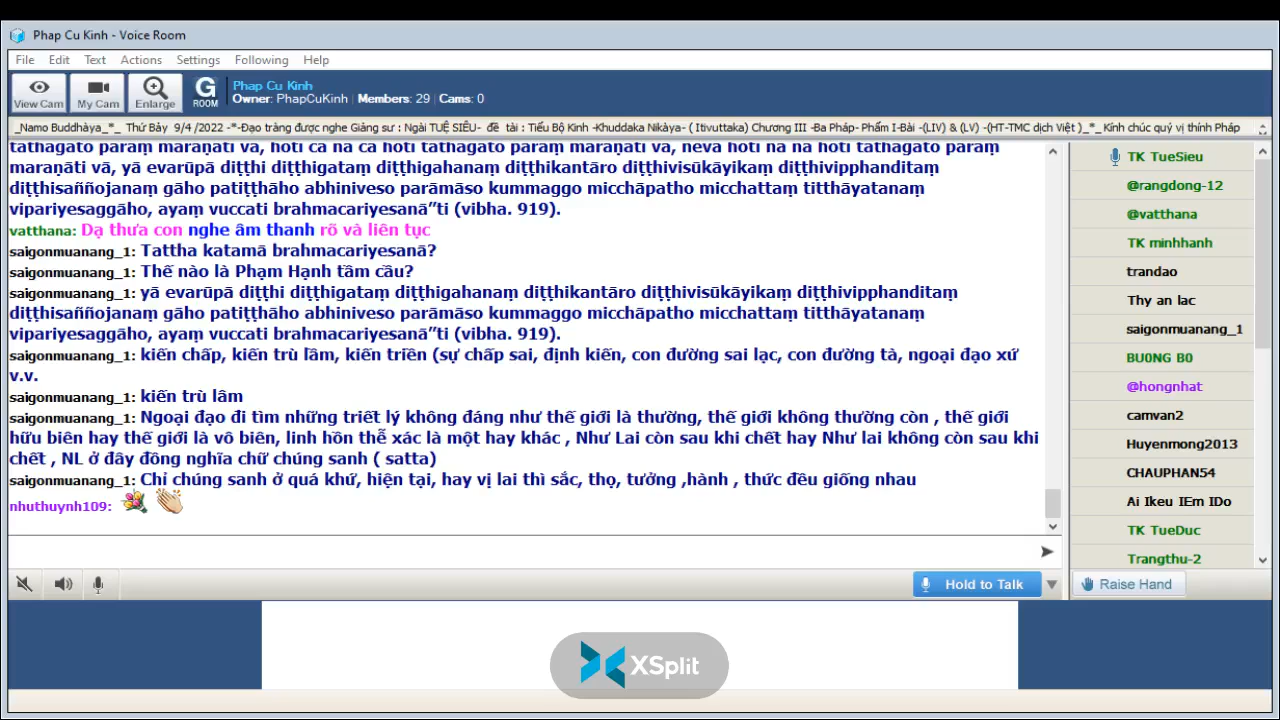 Phap Cu Kinh - Voice Room
File Edit Text Actions Settings Following Help
View Cam My Cam Enlarge G ROOM
Phap Cu Kinh
Owner: PhapCuKinh | Members: 29 | Cams: 0
_Namo Buddhàya_*_ Thứ Bảy 9/4 /2022 -*-Đạo tràng được nghe Giảng sư : Ngài TUỆ SIÊU- đề tài : Tiểu Bộ Kinh -Khuddaka Nikàya- ( Itivuttaka) Chương III -Ba Pháp- Phẩm I-Bài -(LIV) & (LV) -(HT-TMC dịch Việt )_*_ Kính chúc quý vị thính Pháp
tathāgato paraṃ maraṇāti vā, hoti ca na ca hoti tathāgato paraṃ maraṇāti vā, neva hoti na na hoti tathāgato paraṃ
maraṇāti vā, yā evarūpā diṭṭhi diṭṭhigataṃ diṭṭhigahanaṃ diṭṭhikantāro diṭṭhivisūkāyikaṃ diṭṭhivipphanditaṃ
diṭṭhisaññojanaṃ gāho patiṭṭhāho abhiniveso parāmāso kummaggo micchāpatho micchattaṃ titthāyatanaṃ
vipariyesaggāho, ayaṃ vuccati brahmacariyesanā”ti (vibha. 919).
vatthana: Dạ thưa con nghe âm thanh rõ và liên tục
saigonmuanang_1: Tattha katamā brahmacariyesanā?
saigonmuanang_1: Thế nào là Phạm Hạnh tầm cầu?
saigonmuanang_1: yā evarūpā diṭṭhi diṭṭhigataṃ diṭṭhigahanaṃ diṭṭhikantāro diṭṭhivisūkāyikaṃ diṭṭhivipphanditaṃ
diṭṭhisaññojanaṃ gāho patiṭṭhāho abhiniveso parāmāso kummaggo micchāpatho micchattaṃ titthāyatanaṃ
vipariyesaggāho, ayaṃ vuccati brahmacariyesanā”ti (vibha. 919).
saigonmuanang_1: kiến chấp, kiến trù lâm, kiến triền (sự chấp sai, định kiến, con đường sai lạc, con đường tà, ngoại đạo xứ
v.v.
saigonmuanang_1: kiến trù lâm
saigonmuanang_1: Ngoại đạo đi tìm những triết lý không đáng như thế giới là thường, thế giới không thường còn , thế giới
hữu biên hay thế giới là vô biên, linh hồn thễ xác là một hay khác , Như Lai còn sau khi chết hay Như lai không còn sau khi
chết , NL ở đây đồng nghĩa chữ chúng sanh ( satta)
saigonmuanang_1: Chỉ chúng sanh ở quá khứ, hiện tại, hay vị lai thì sắc, thọ, tưởng ,hành , thức đều giống nhau
nhuthuynh109:
TK TueSieu
@rangdong-12
@vatthana
TK minhhanh
trandao
Thy an lac
saigonmuanang_1
BU0NG B0
@hongnhat
camvan2
Huyenmong2013
CHAUPHAN54
Ai Ikeu IEm IDo
TK TueDuc
Trangthu-2
Hold to Talk
Raise Hand
XSplit